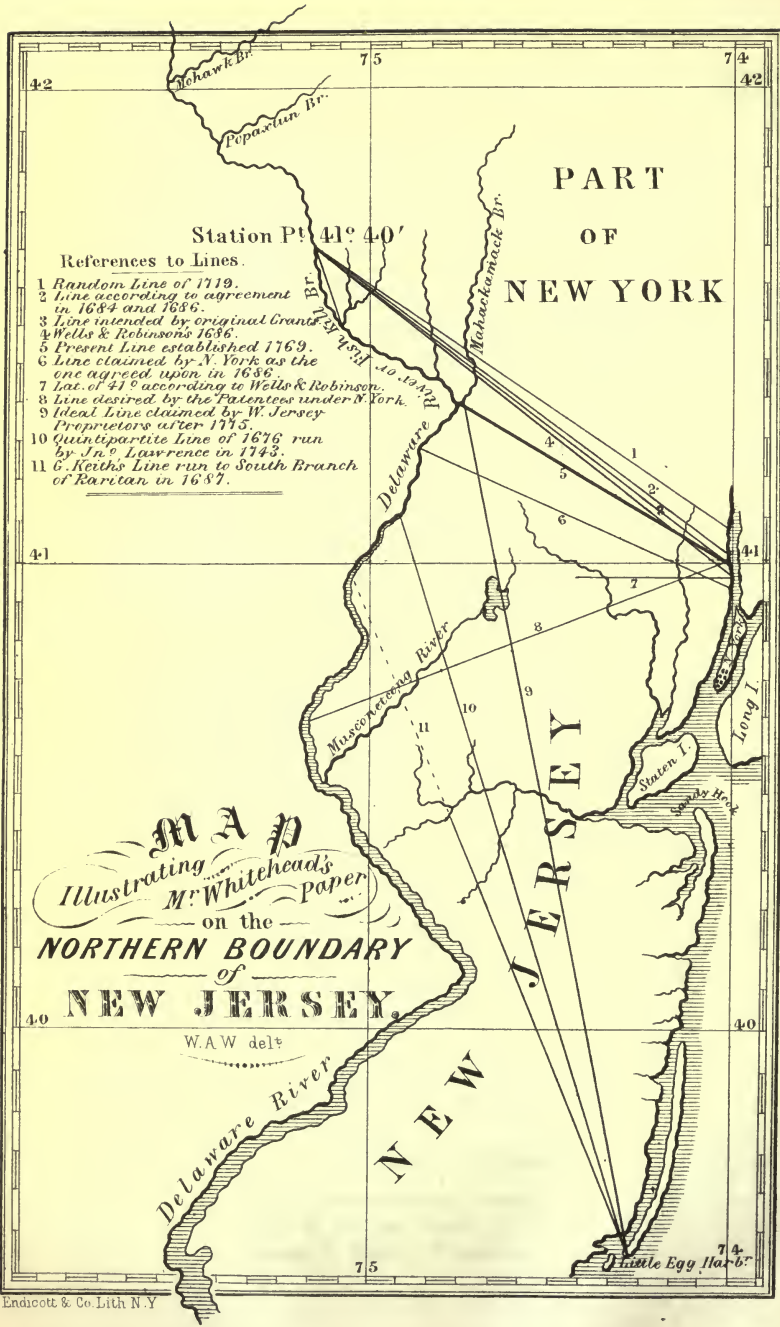 75
74
42
42
Mohawk Br.
Popaxtun Br.
PART
OF
NEW YORK
Station Pt. 41º 40'
Mahackamack Br.
References to Lines.
1 Random Line of 1719.
2 Line according to agreement
in 1684 and 1686.
3 Line intended by original Grants.
4 Wells & Robinson's 1686.
5 Present Line established 1769.
6 Line claimed by N. York as the
one agreed upon in 1686.
7 Lat. of 41º according to Wells & Robinson.
8 Line desired by the Patentees under N. York
9 Ideal Line claimed by W. Jersey
Proprietors after 1775.
10 Quintipartite Line of 1676 run
by Jnº Lawrence in 1743.
11 G. Keith's Line run to South Branch
of Raritan in 1687.
Fish Kill Br.
Delaware River or
1
2
4
5
6
7
8
9
10
11
41
41
Musconetcong River
N. York
Long I.
Staten I.
Sandy Hook
MAP
Illustrating
Mr Whitehead's
Paper
on the
NORTHERN BOUNDARY
of
NEW JERSEY.
W.A.W delt
40
40
NEW JERSEY
Delaware River
75
74
Little Egg Harbr
Endicott & Co. Lith N.Y